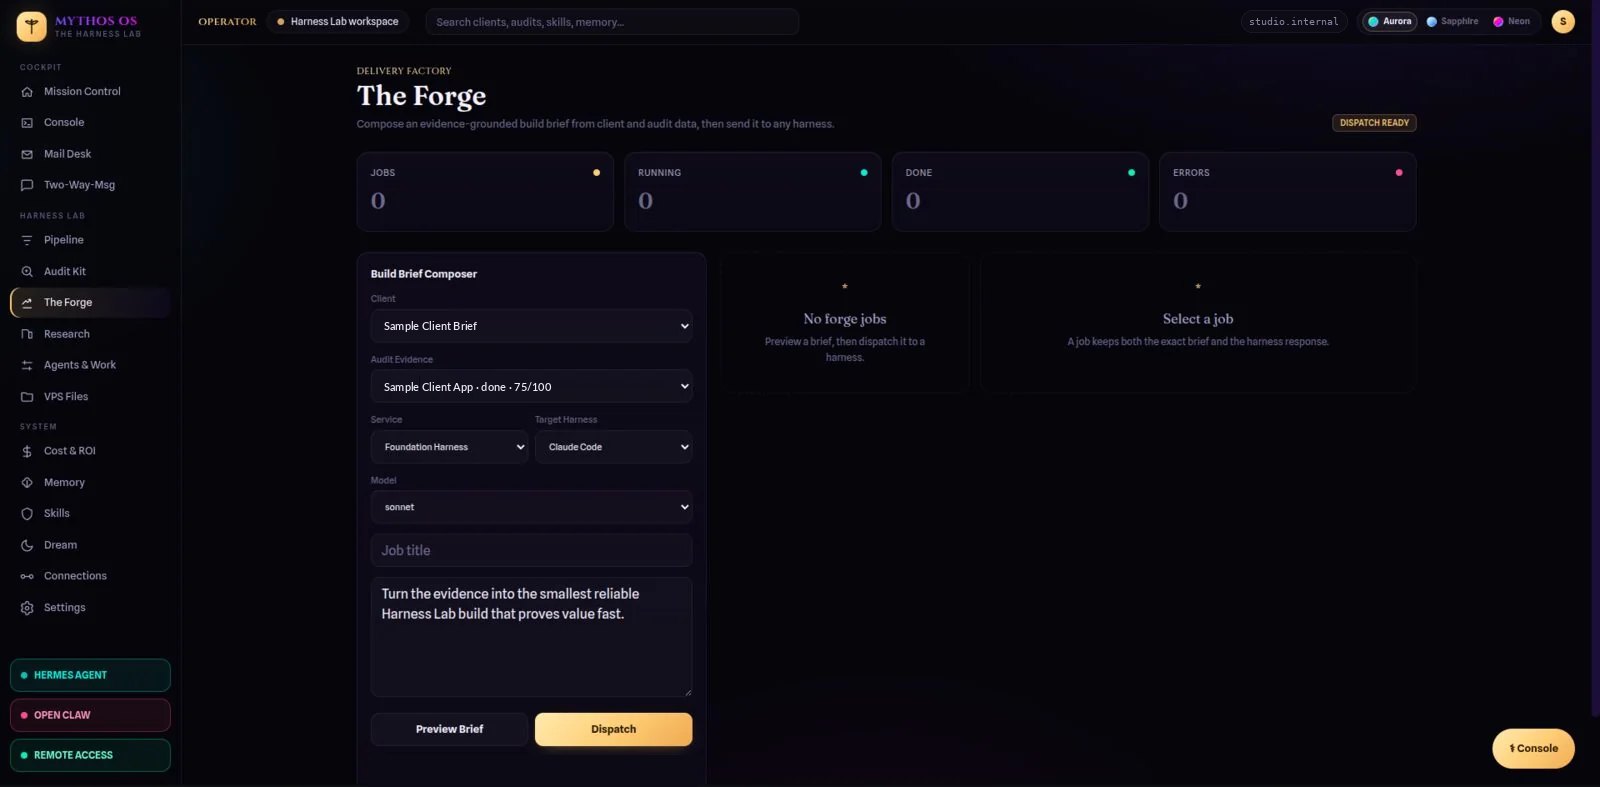 MYTHOS OS
THE HARNESS LAB
COCKPIT
Mission Control
Console
Mail Desk
Two-Way-Msg
HARNESS LAB
Pipeline
Audit Kit
The Forge
Research
Agents & Work
VPS Files
SYSTEM
Cost & ROI
Memory
Skills
Dream
Connections
Settings
HERMES AGENT
OPEN CLAW
REMOTE ACCESS
OPERATOR
Harness Lab workspace
Search clients, audits, skills, memory...
studio.internal
Aurora
Sapphire
Neon
S
DELIVERY FACTORY
The Forge
Compose an evidence-grounded build brief from client and audit data, then send it to any harness.
DISPATCH READY
JOBS
0
RUNNING
0
DONE
0
ERRORS
0
Build Brief Composer
Client
Sample Client Brief
Audit Evidence
Sample Client App · done · 75/100
Service
Foundation Harness
Target Harness
Claude Code
Model
sonnet
Job title
Turn the evidence into the smallest reliable
Harness Lab build that proves value fast.
Preview Brief
Dispatch
No forge jobs
Preview a brief, then dispatch it to a
harness.
Select a job
A job keeps both the exact brief and the harness response.
Console